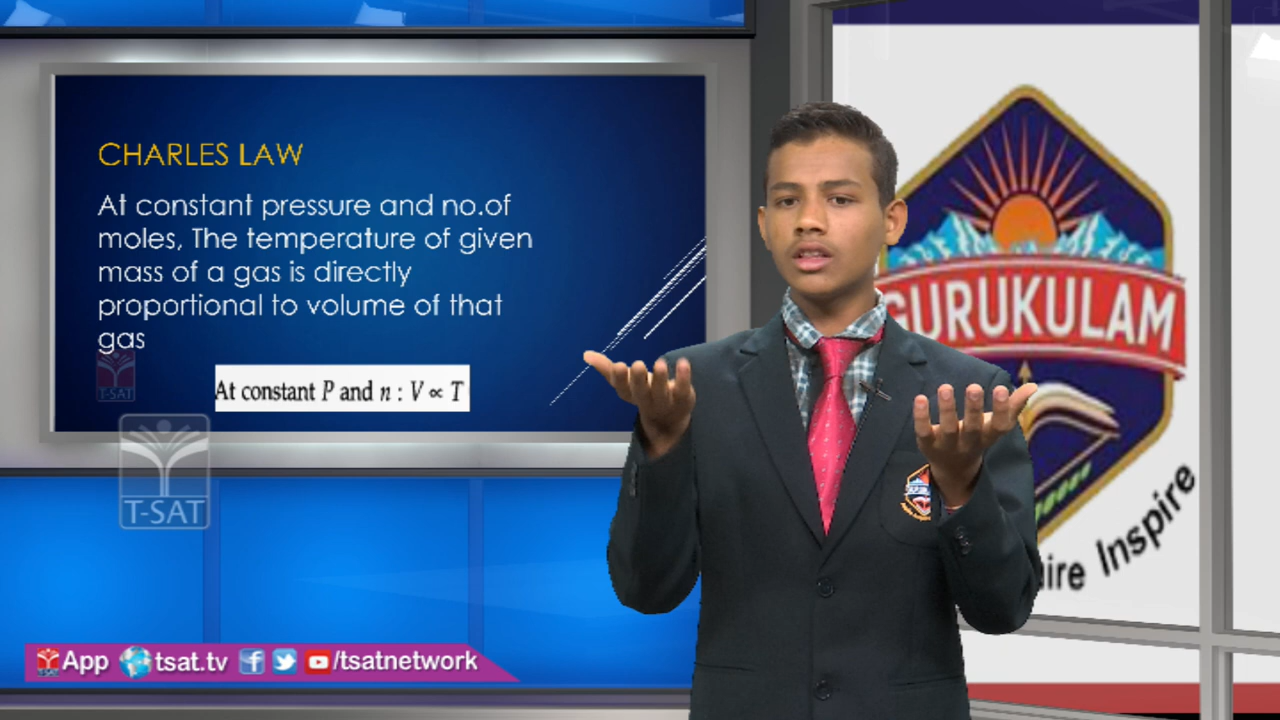 CHARLES LAW
At constant pressure and no.of
moles, The temperature of given
mass of a gas is directly
proportional to volume of that
gas
T-SAT
At constant P and n : V ∝ T
T-SAT
App tsat.tv /tsatnetwork
GURUKULAM
Inspire